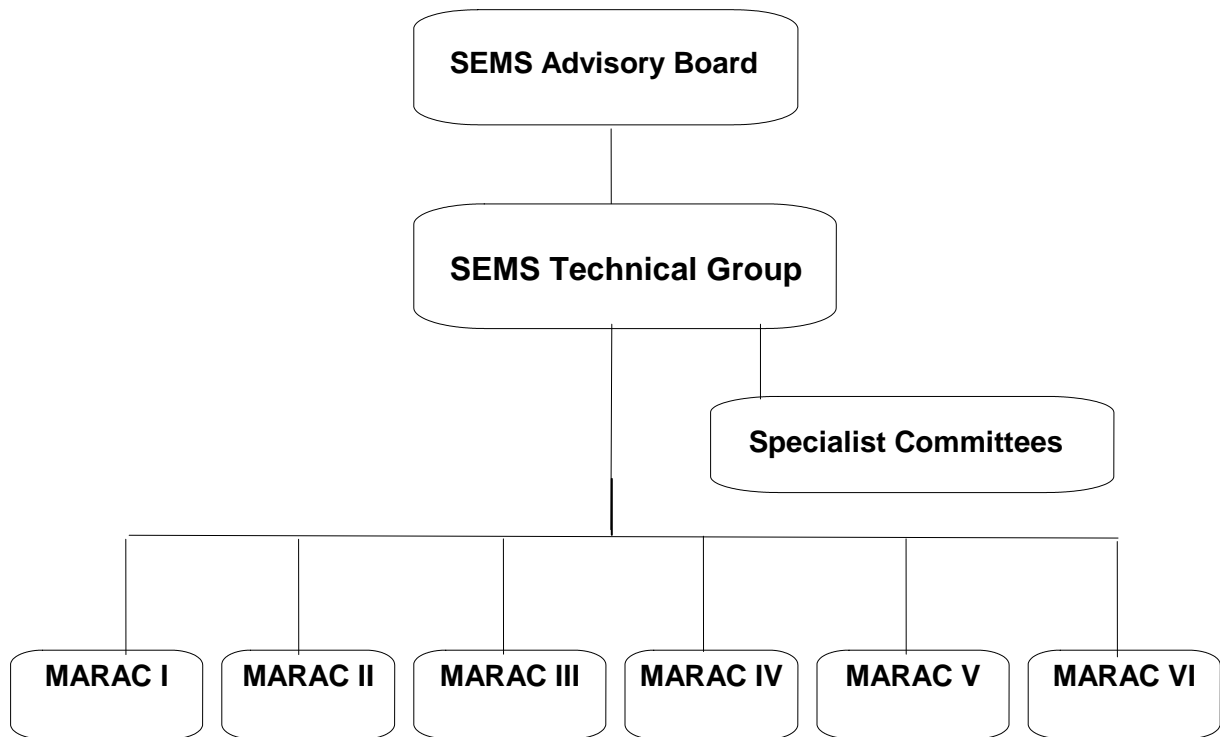 SEMS Advisory Board
SEMS Technical Group
Specialist Committees
MARAC I
MARAC II
MARAC III
MARAC IV
MARAC V
MARAC VI